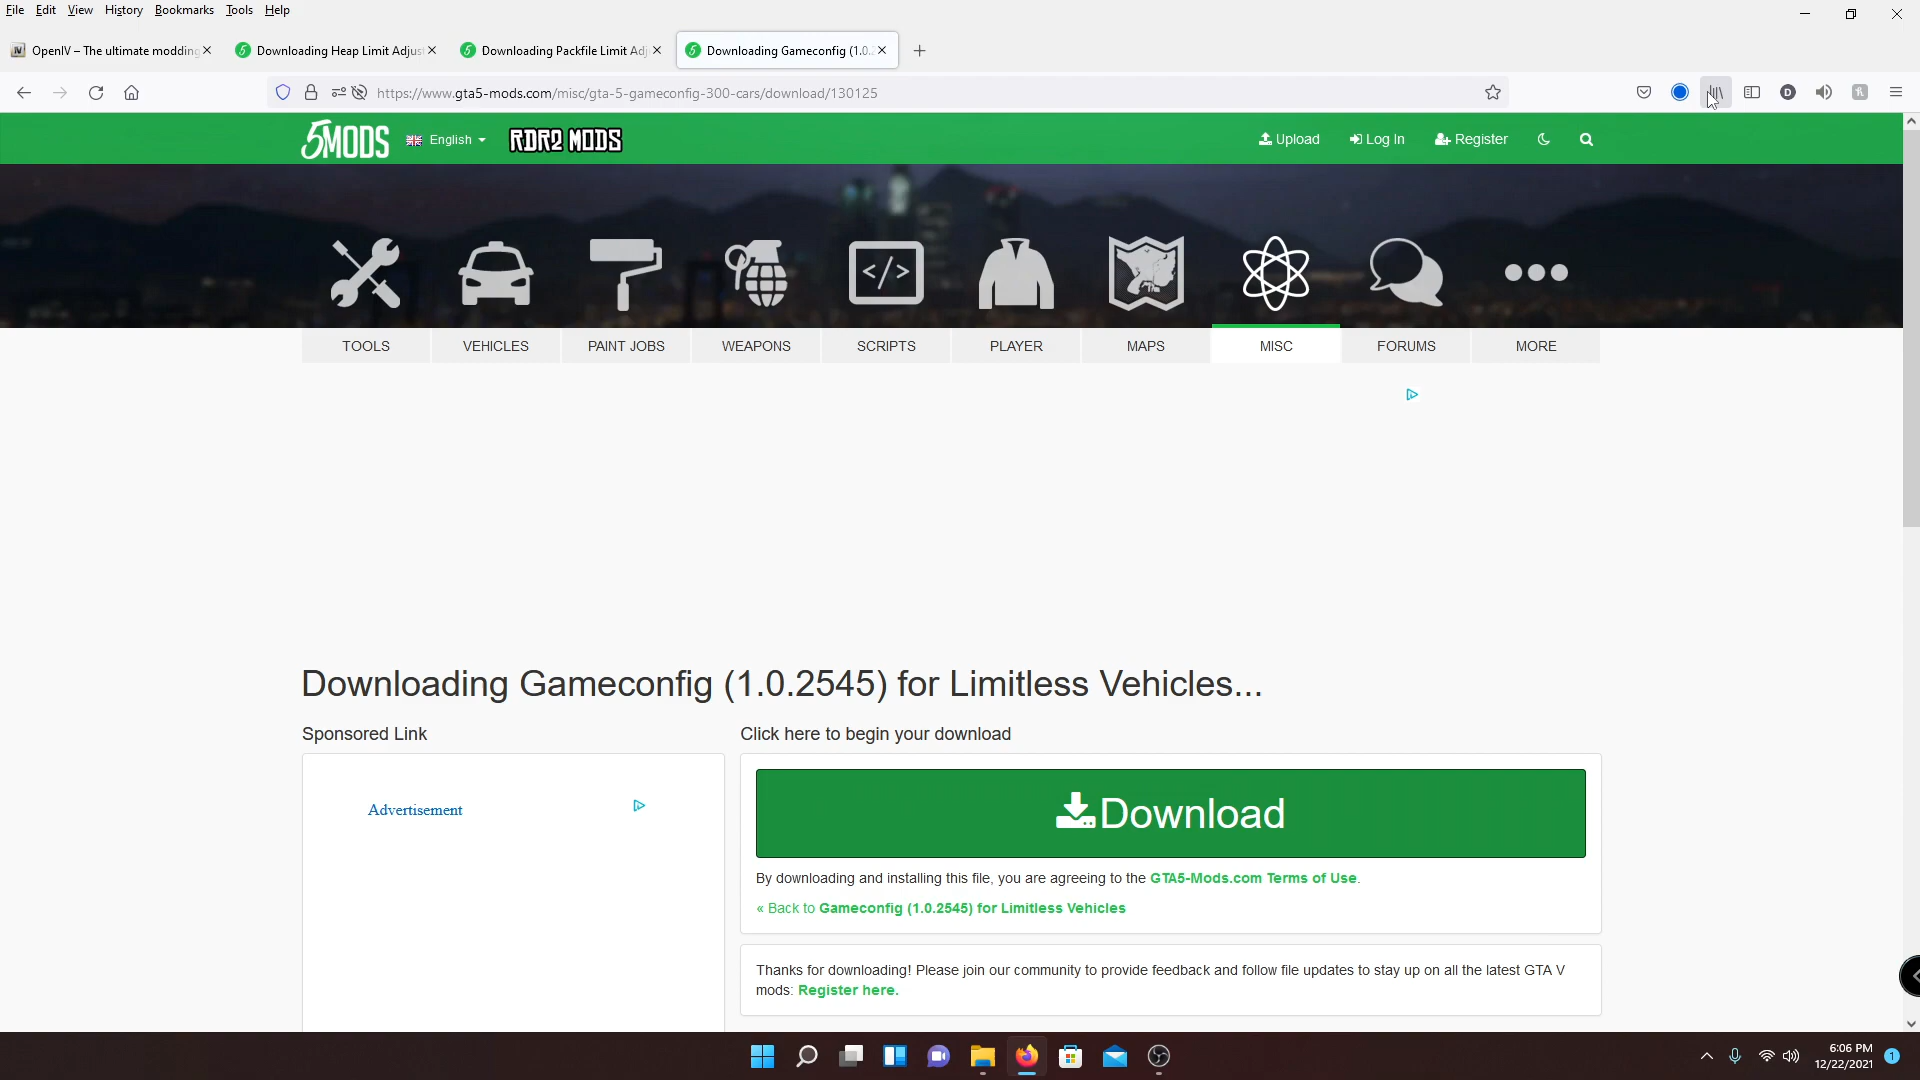 File Edit View History Bookmarks Tools Help
OpenIV – The ultimate modding
Downloading Heap Limit Adjus
Downloading Packfile Limit Adj
Downloading Gameconfig (1.0.
https://www.gta5-mods.com/misc/gta-5-gameconfig-300-cars/download/130125
5MODS English RDR2 MODS Upload Log In Register
TOOLS VEHICLES PAINT JOBS WEAPONS SCRIPTS PLAYER MAPS MISC FORUMS MORE
Downloading Gameconfig (1.0.2545) for Limitless Vehicles...
Sponsored Link
Advertisement
Click here to begin your download
Download
By downloading and installing this file, you are agreeing to the GTA5-Mods.com Terms of Use.
« Back to Gameconfig (1.0.2545) for Limitless Vehicles
Thanks for downloading! Please join our community to provide feedback and follow file updates to stay up on all the latest GTA V
mods: Register here.
6:06 PM
12/22/2021
1